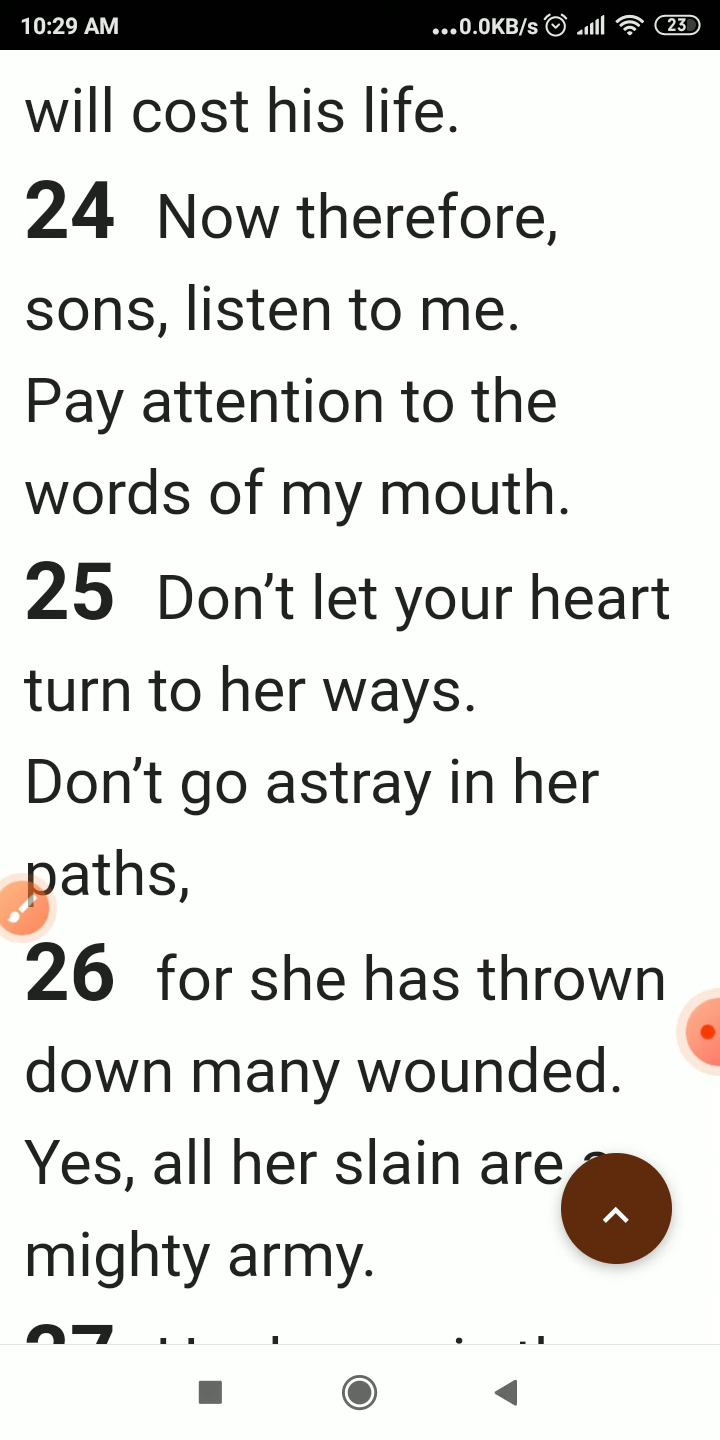 10:29 AM ...0.0KB/s 23
will cost his life.
24 Now therefore,
sons, listen to me.
Pay attention to the
words of my mouth.
25 Don’t let your heart
turn to her ways.
Don’t go astray in her
paths,
26 for she has thrown
down many wounded.
Yes, all her slain are
mighty army.
27